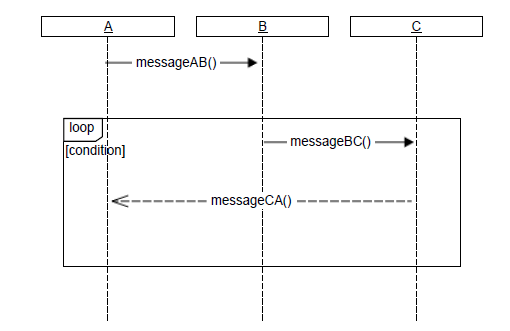 A B C
messageAB()
loop
messageBC()
[condition]
messageCA()